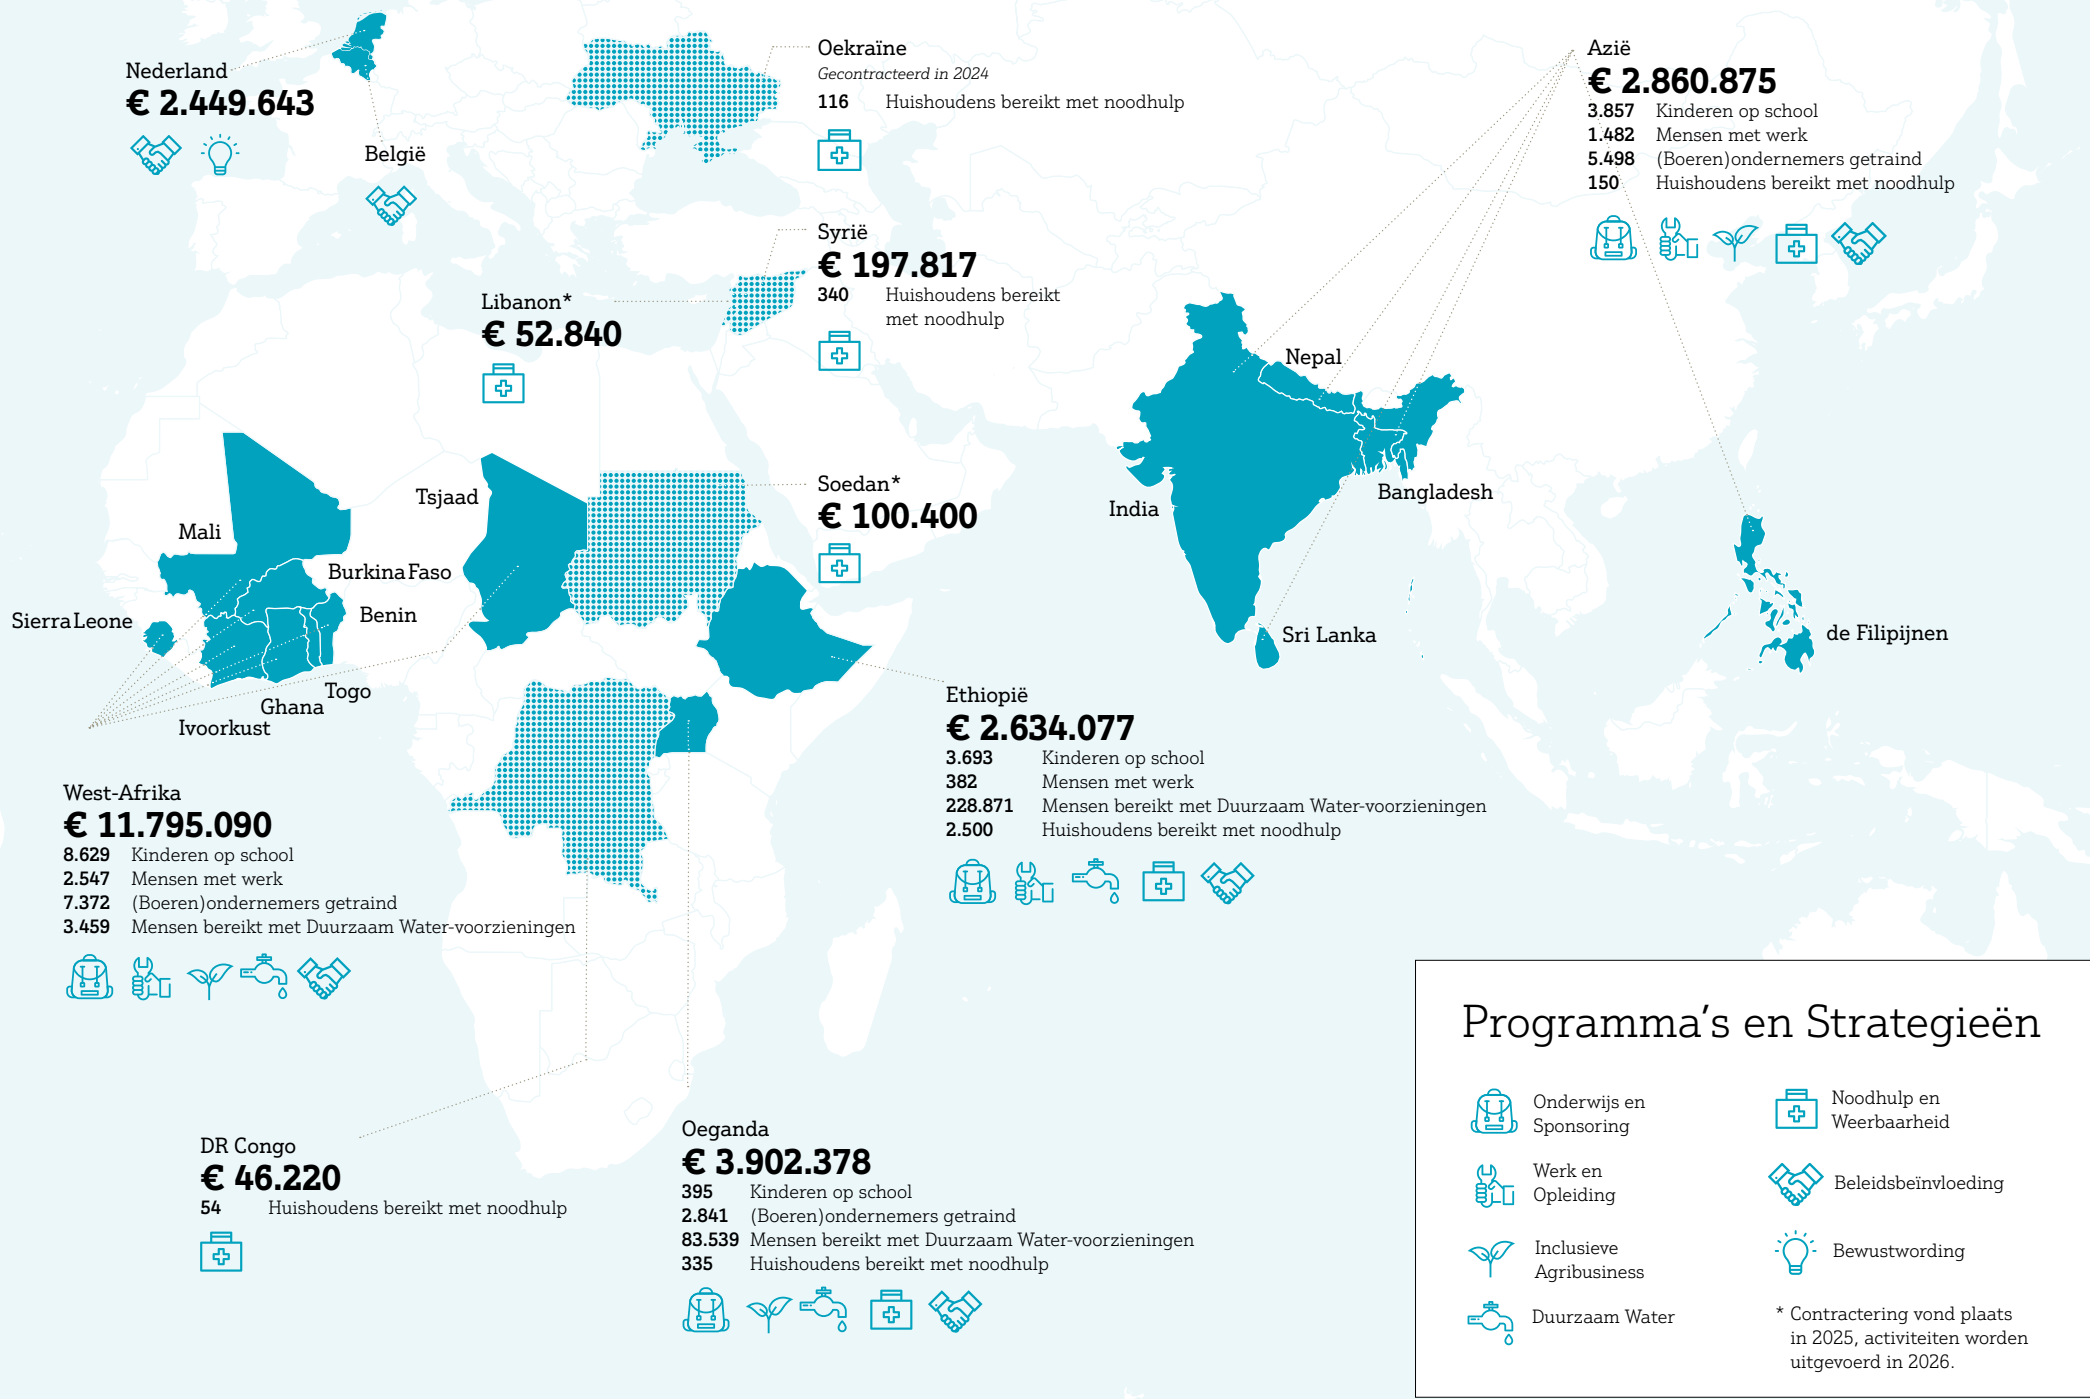 Nederland
€ 2.449.643
België
Oekraïne
Gecontracteerd in 2024
116 Huishoudens bereikt met noodhulp
Azië
€ 2.860.875
3.857 Kinderen op school
1.482 Mensen met werk
5.498 (Boeren)ondernemers getraind
150 Huishoudens bereikt met noodhulp
Syrië
€ 197.817
340 Huishoudens bereikt
met noodhulp
Libanon*
€ 52.840
Nepal
India
Bangladesh
Sri Lanka
de Filipijnen
Soedan*
€ 100.400
Tsjaad
Mali
Burkina Faso
Benin
Sierra Leone
Togo
Ghana
Ivoorkust
West-Afrika
€ 11.795.090
8.629 Kinderen op school
2.547 Mensen met werk
7.372 (Boeren)ondernemers getraind
3.459 Mensen bereikt met Duurzaam Water-voorzieningen
Ethiopië
€ 2.634.077
3.693 Kinderen op school
382 Mensen met werk
228.871 Mensen bereikt met Duurzaam Water-voorzieningen
2.500 Huishoudens bereikt met noodhulp
DR Congo
€ 46.220
54 Huishoudens bereikt met noodhulp
Oeganda
€ 3.902.378
395 Kinderen op school
2.841 (Boeren)ondernemers getraind
83.539 Mensen bereikt met Duurzaam Water-voorzieningen
335 Huishoudens bereikt met noodhulp
Programma's en Strategieën
Onderwijs en
Sponsoring
Werk en
Opleiding
Inclusieve
Agribusiness
Duurzaam Water
Noodhulp en
Weerbaarheid
Beleidsbeïnvloeding
Bewustwording
* Contractering vond plaats
in 2025, activiteiten worden
uitgevoerd in 2026.